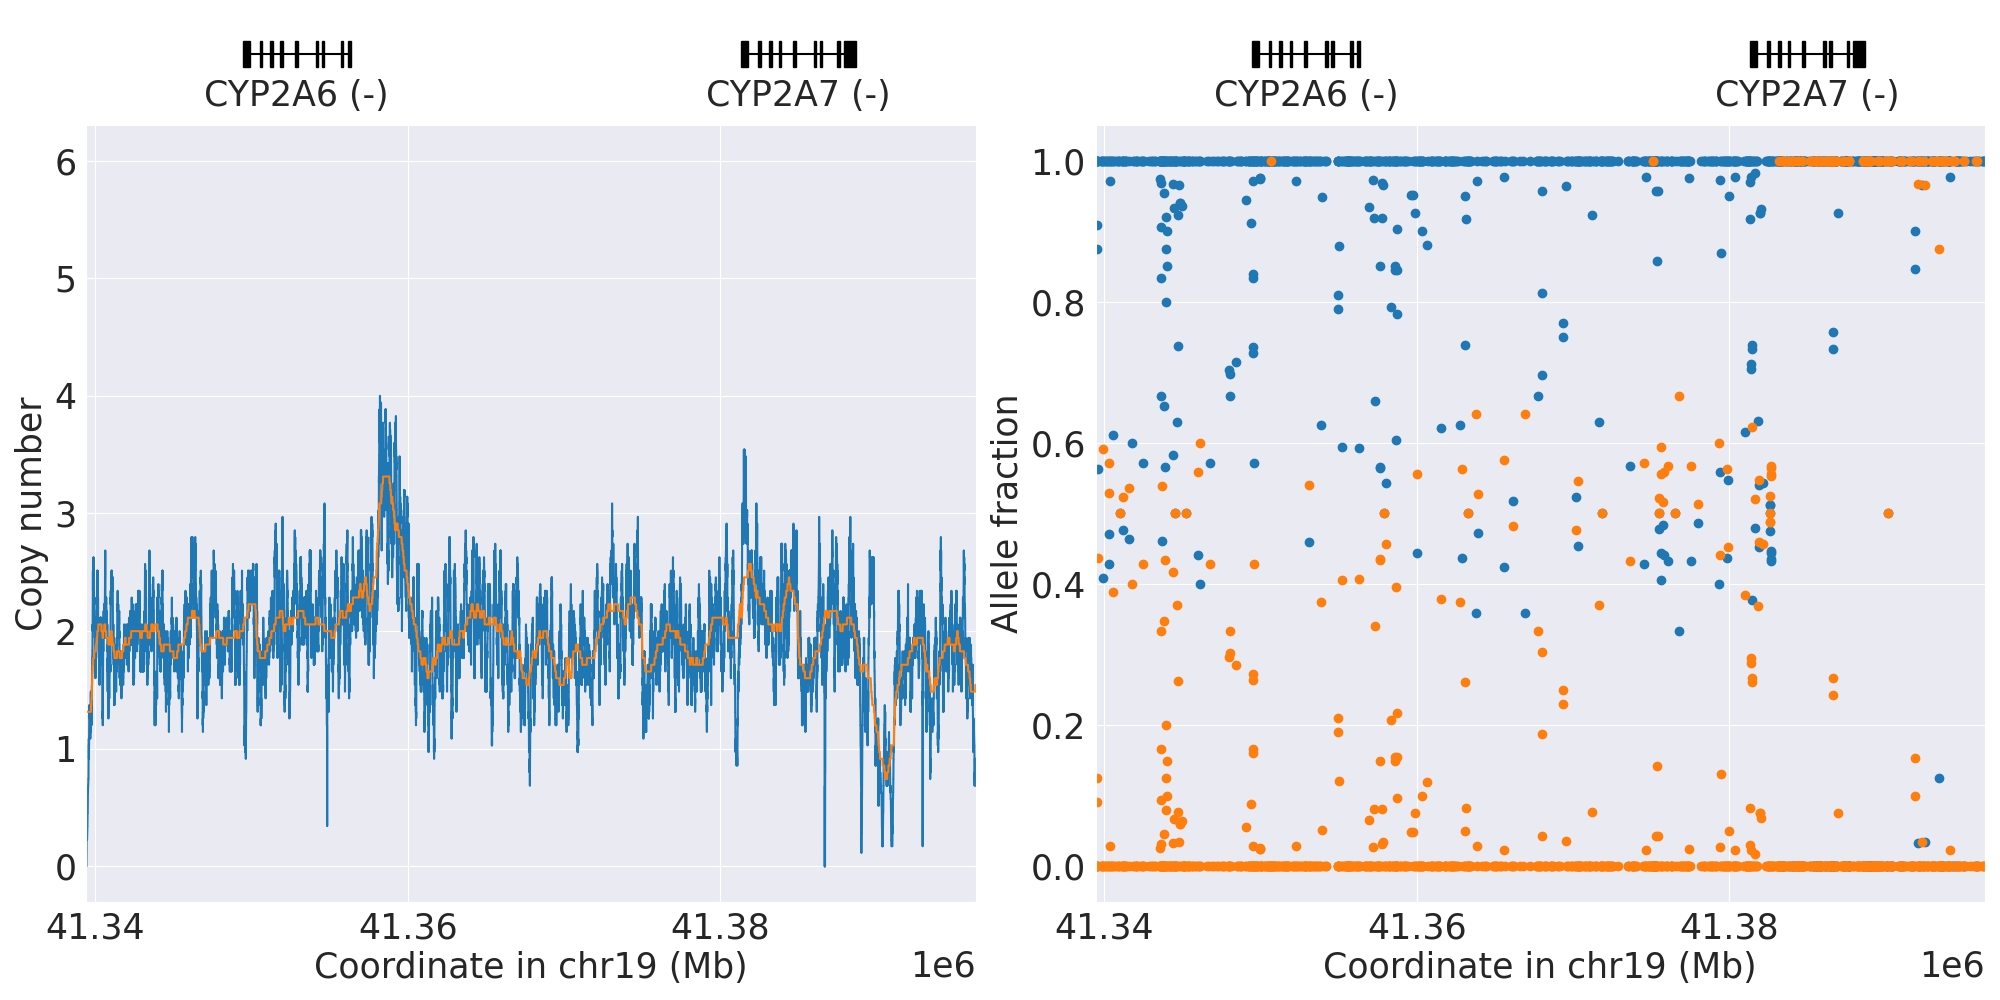 CYP2A6 (-)
CYP2A7 (-)
6
5
4
3
2
1
0
Copy number
41.34
41.36
41.38
Coordinate in chr19 (Mb)
1e6
CYP2A6 (-)
CYP2A7 (-)
1.0
0.8
0.6
0.4
0.2
0.0
Allele fraction
41.34
41.36
41.38
Coordinate in chr19 (Mb)
1e6